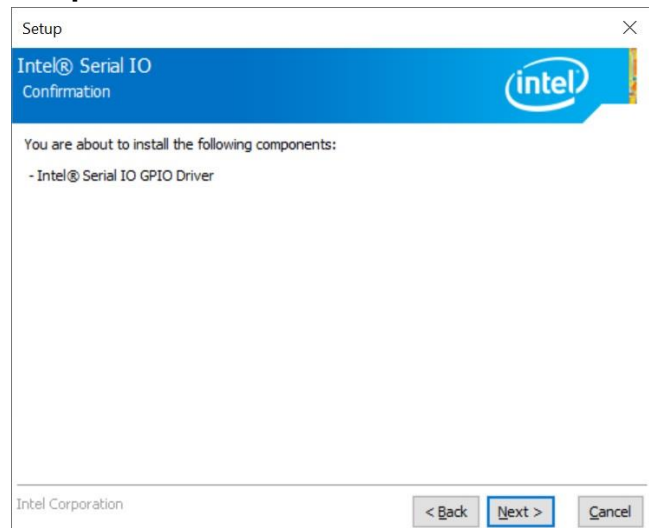 Setup
Intel® Serial IO
Confirmation
intel
You are about to install the following components:
- Intel® Serial IO GPIO Driver
Intel Corporation
< Back
Next >
Cancel